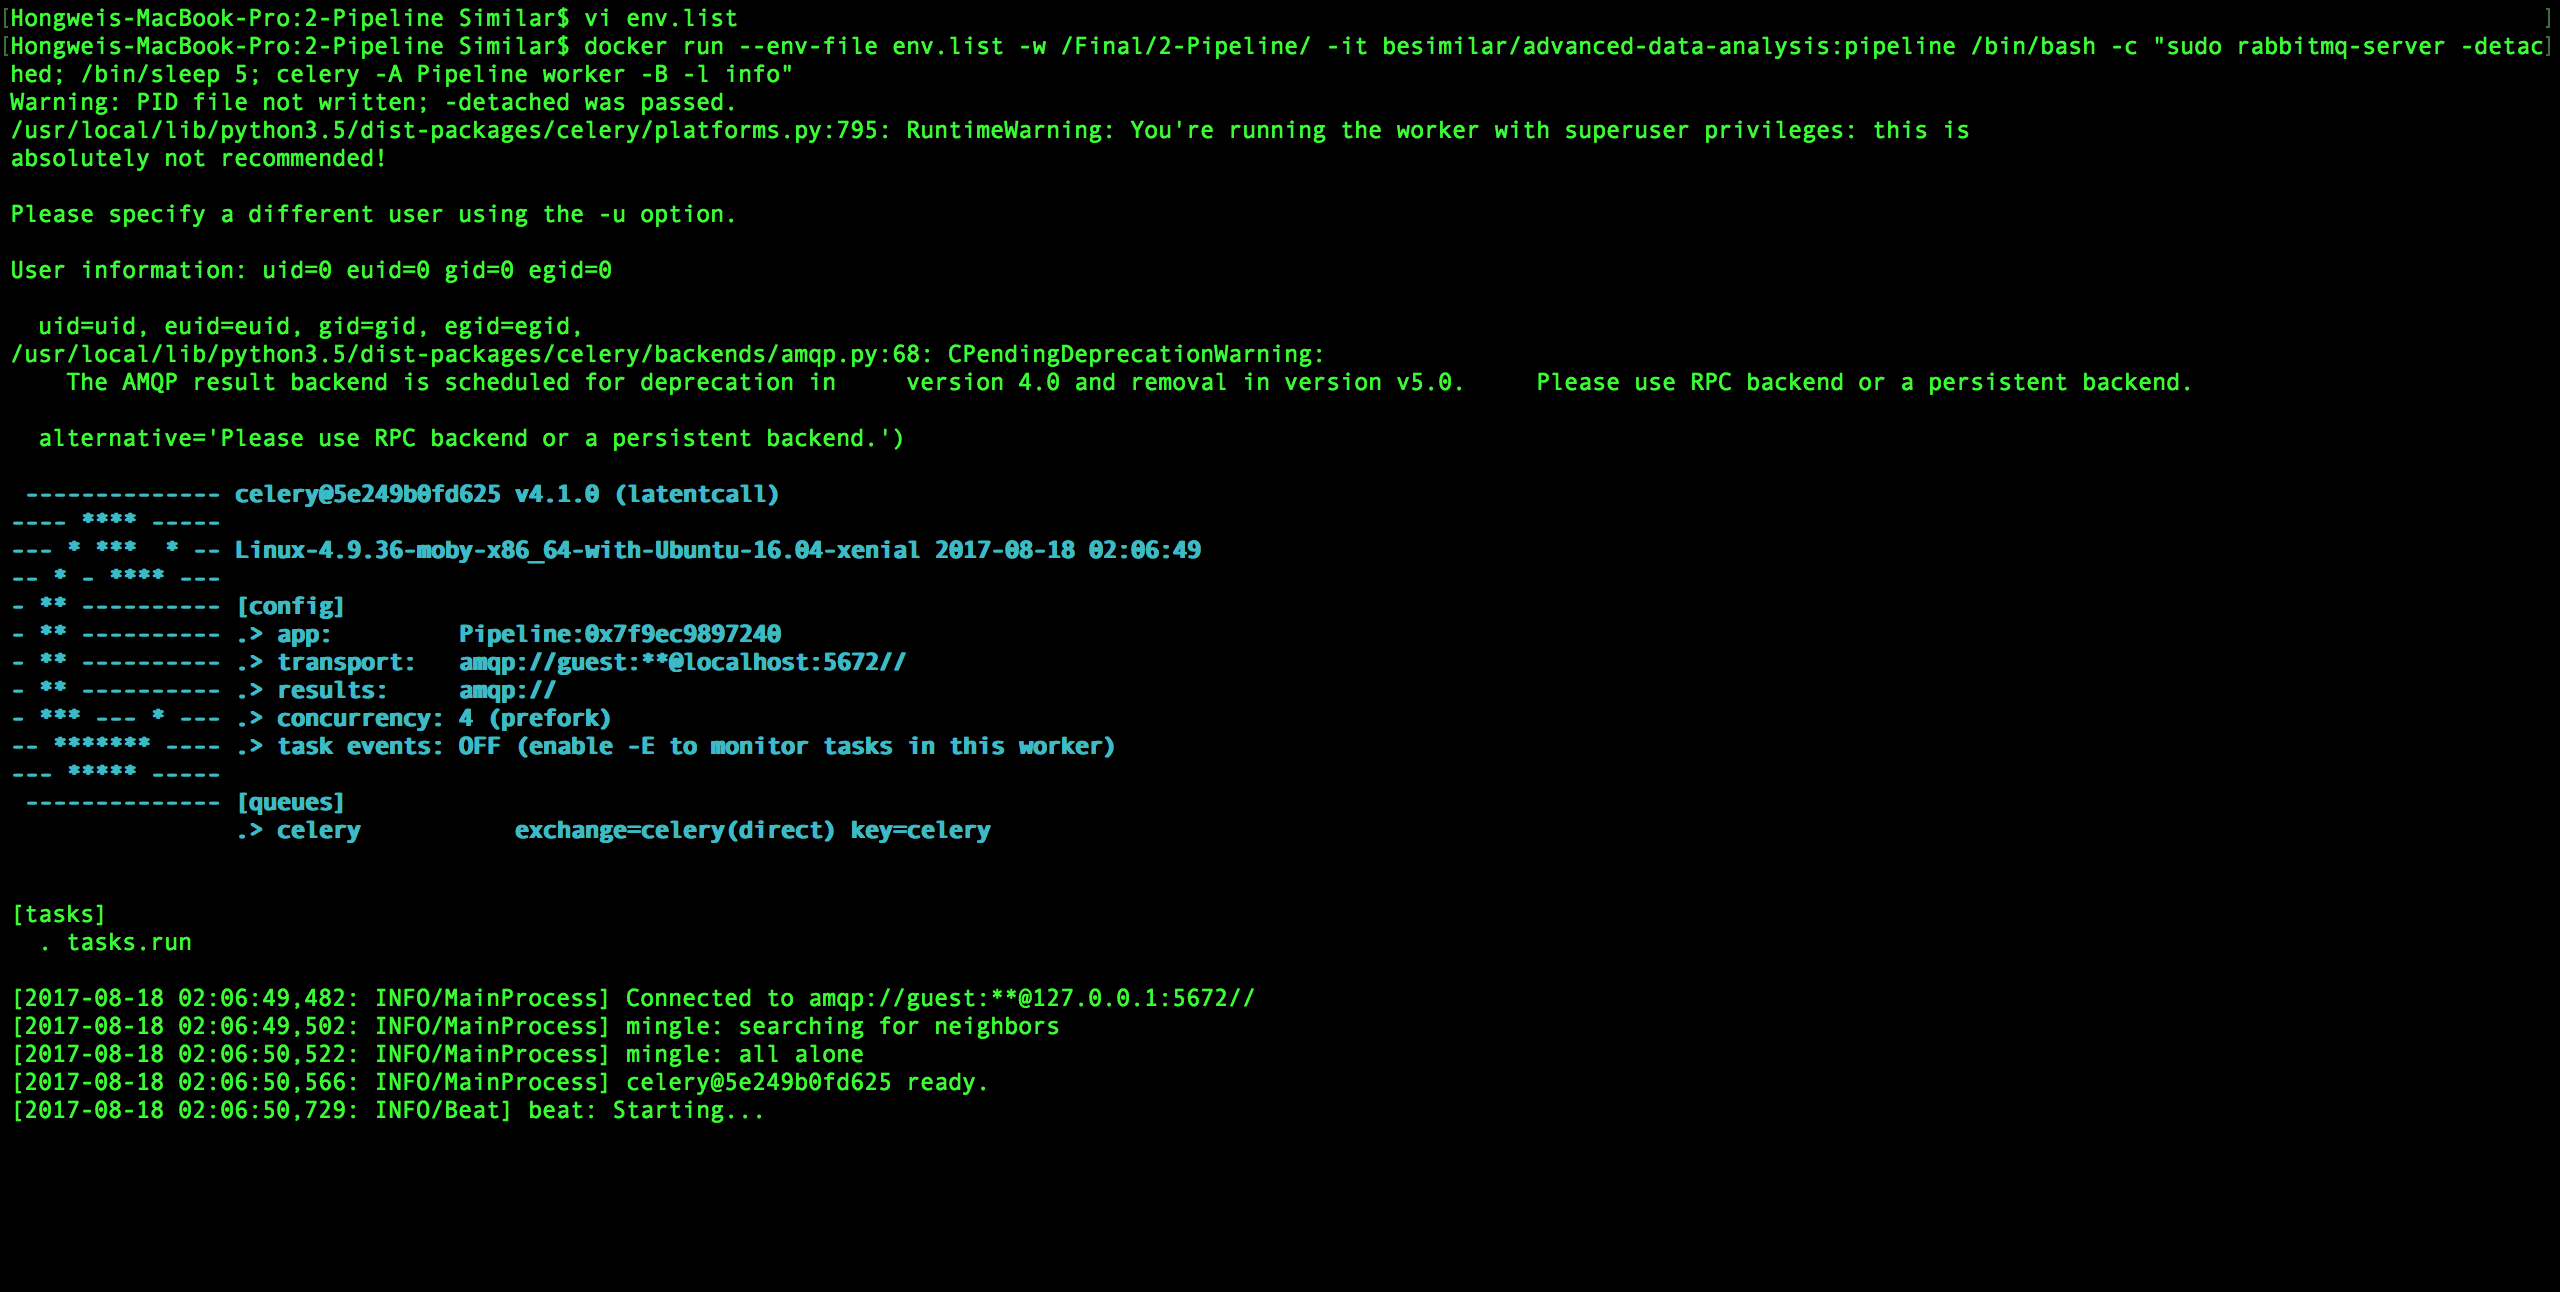 [Hongweis-MacBook-Pro:2-Pipeline Similar$ vi env.list ]
[Hongweis-MacBook-Pro:2-Pipeline Similar$ docker run --env-file env.list -w /Final/2-Pipeline/ -it besimilar/advanced-data-analysis:pipeline /bin/bash -c "sudo rabbitmq-server -detac]
hed; /bin/sleep 5; celery -A Pipeline worker -B -l info"
Warning: PID file not written; -detached was passed.
/usr/local/lib/python3.5/dist-packages/celery/platforms.py:795: RuntimeWarning: You're running the worker with superuser privileges: this is
absolutely not recommended!
Please specify a different user using the -u option.
User information: uid=0 euid=0 gid=0 egid=0
  uid=uid, euid=euid, gid=gid, egid=egid,
/usr/local/lib/python3.5/dist-packages/celery/backends/amqp.py:68: CPendingDeprecationWarning:
    The AMQP result backend is scheduled for deprecation in     version 4.0 and removal in version v5.0.     Please use RPC backend or a persistent backend.
  alternative='Please use RPC backend or a persistent backend.')
 -------------- celery@5e249b0fd625 v4.1.0 (latentcall)
---- **** -----
--- * ***  * -- Linux-4.9.36-moby-x86_64-with-Ubuntu-16.04-xenial 2017-08-18 02:06:49
-- * - **** ---
- ** ---------- [config]
- ** ---------- .> app:         Pipeline:0x7f9ec9897240
- ** ---------- .> transport:   amqp://guest:**@localhost:5672//
- ** ---------- .> results:     amqp://
- *** --- * --- .> concurrency: 4 (prefork)
-- ******* ---- .> task events: OFF (enable -E to monitor tasks in this worker)
--- ***** -----
 -------------- [queues]
                .> celery           exchange=celery(direct) key=celery
[tasks]
  . tasks.run
[2017-08-18 02:06:49,482: INFO/MainProcess] Connected to amqp://guest:**@127.0.0.1:5672//
[2017-08-18 02:06:49,502: INFO/MainProcess] mingle: searching for neighbors
[2017-08-18 02:06:50,522: INFO/MainProcess] mingle: all alone
[2017-08-18 02:06:50,566: INFO/MainProcess] celery@5e249b0fd625 ready.
[2017-08-18 02:06:50,729: INFO/Beat] beat: Starting...